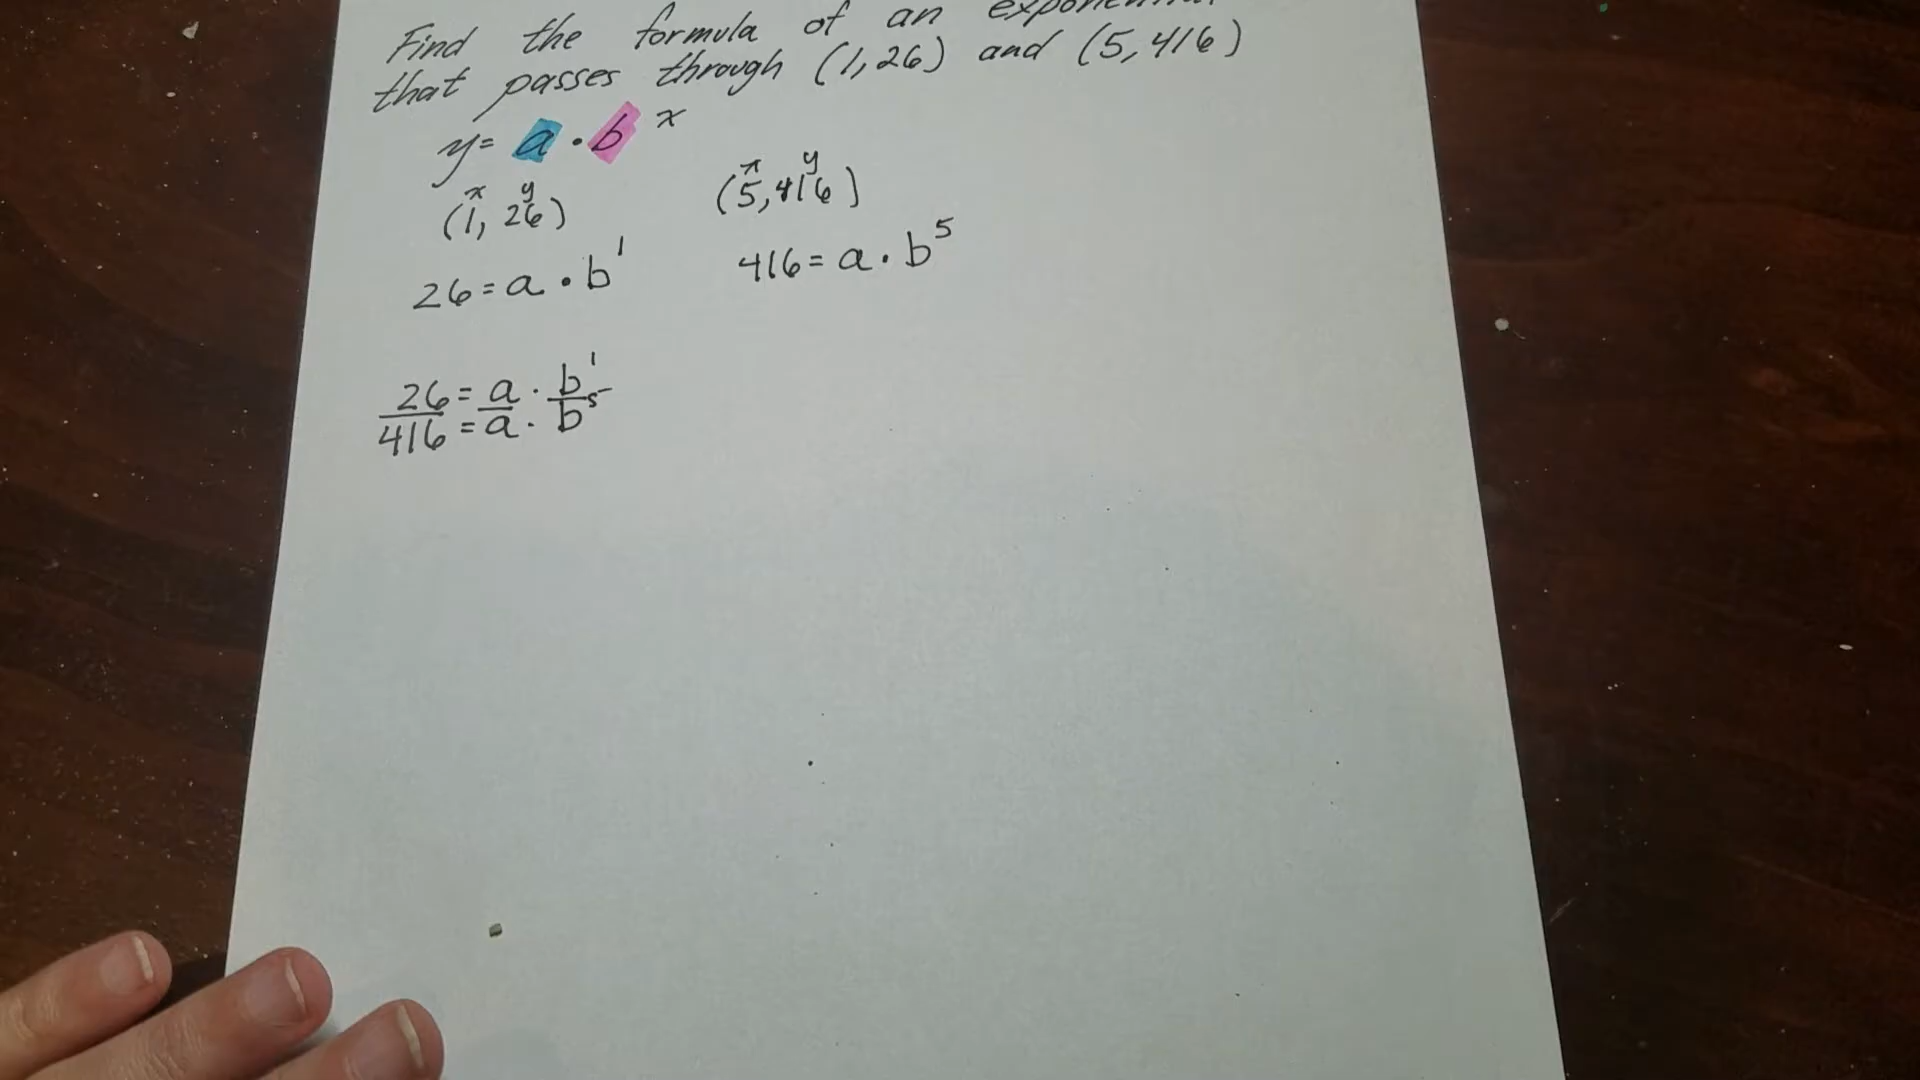 Find the formula of an
that passes through (1,26) and (5,416)
y = a · b^x
x y
(1, 26)
x y
(5,416)
26 = a · b^1
416 = a · b^5
26 = a · b^1
416 = a · b^5